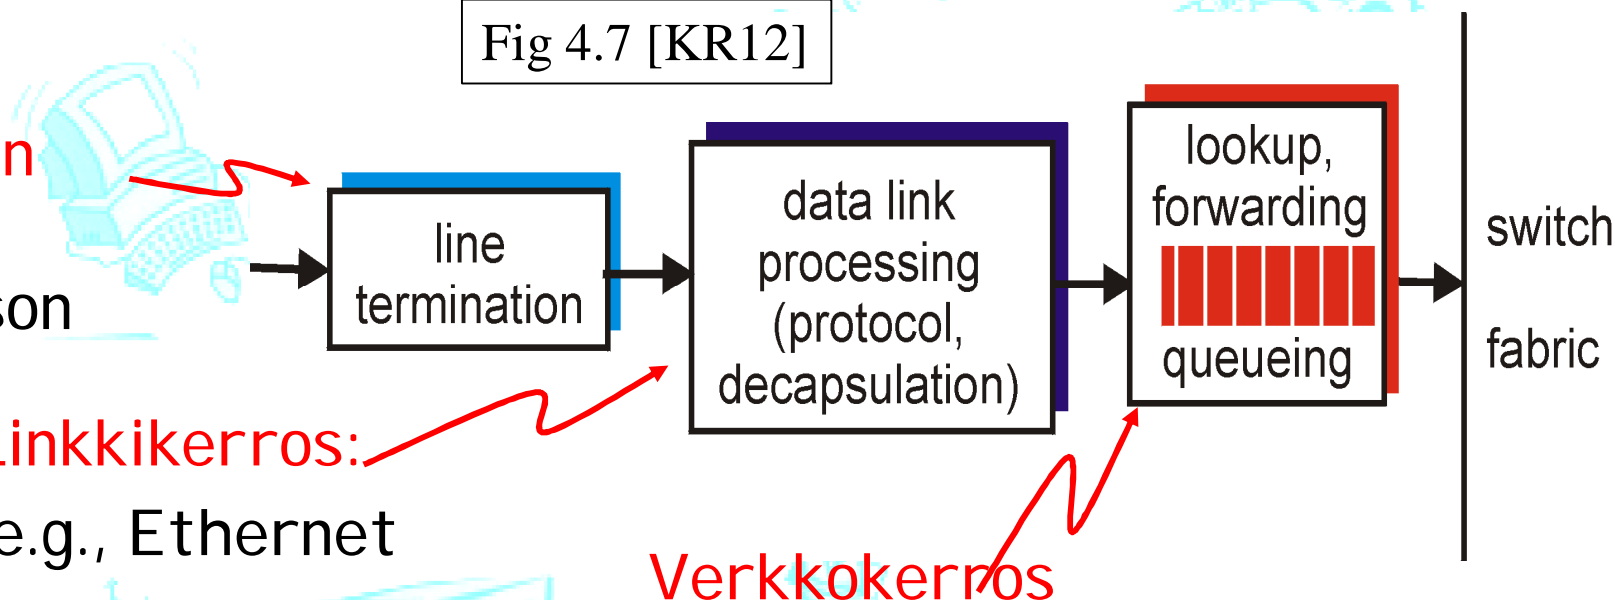 Fig 4.7 [KR12]
n
son
inkkikerros:
e.g., Ethernet
Verkkokerros
line
termination
data link
processing
(protocol,
decapsulation)
lookup,
forwarding
queueing
switch
fabric